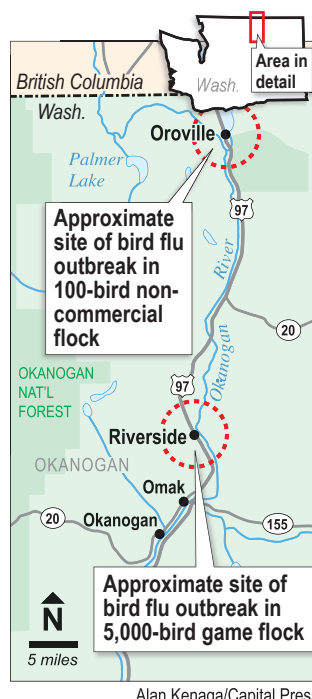 Wash.
Area in
detail
British Columbia
Wash.
Oroville
Palmer
Lake
Approximate
site of bird flu
outbreak in
100-bird non-
commercial
flock
97
River
20
OKANOGAN
NAT'L
FOREST
97
Okanogan
Riverside
OKANOGAN
Omak
20
Okanogan
155
Approximate site of
bird flu outbreak in
5,000-bird game flock
N
5 miles
Alan Kenaga/Capital Pres